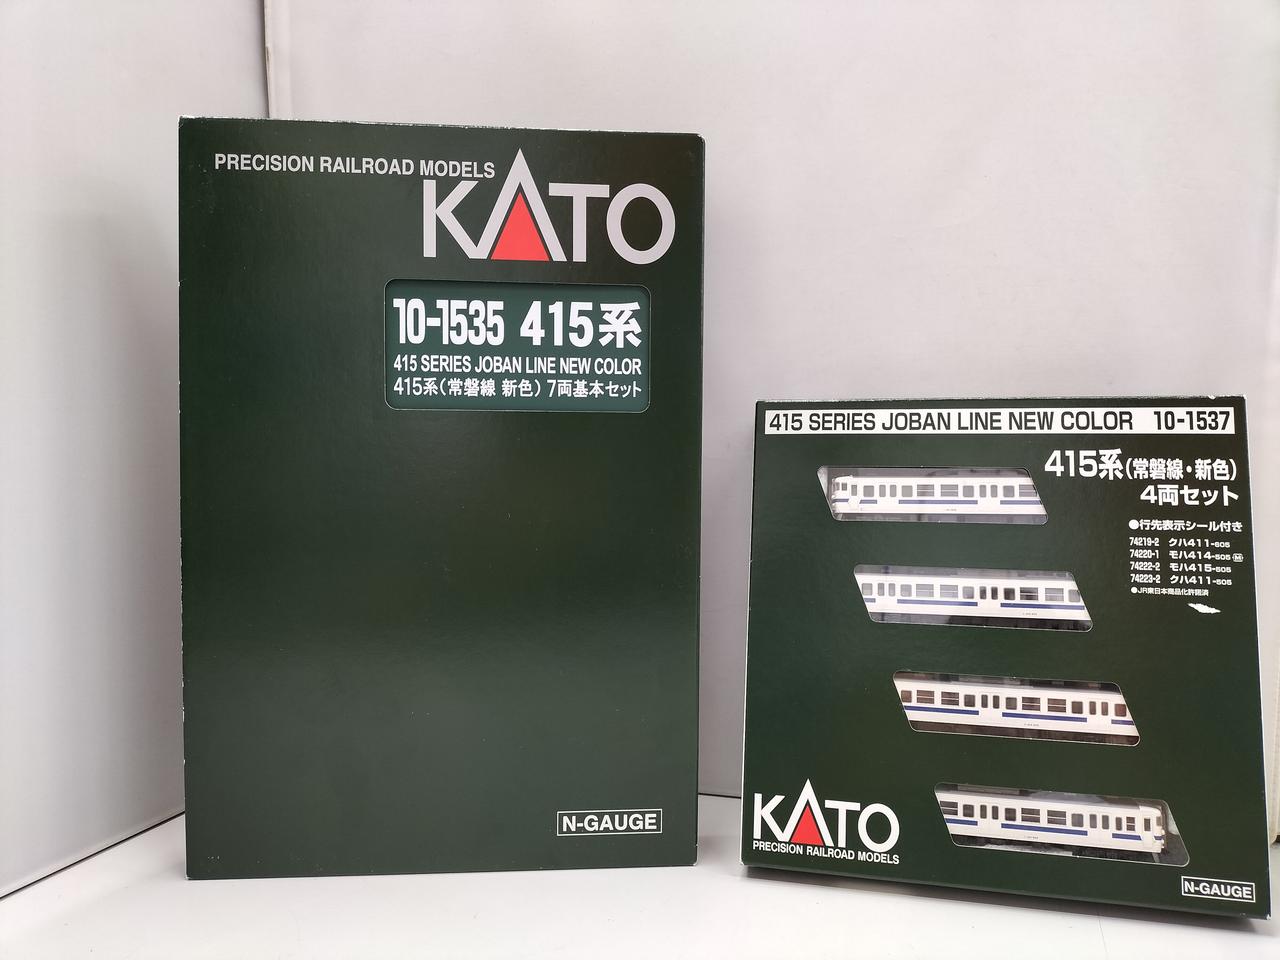 PRECISION RAILROAD MODELS
KATO
10-1535 415系
415 SERIES JOBAN LINE NEW COLOR
415系(常磐線 新色) 7両基本セット
N-GAUGE
415 SERIES JOBAN LINE NEW COLOR 10-1537
415系(常磐線・新色)
4両セット
●行先表示シール付き
74219-2 クハ411-605
74220-1 モハ414-505 M
74222-2 モハ415-505
74223-2 クハ411-505
●JR東日本商品化許諾済
KATO
PRECISION RAILROAD MODELS
N-GAUGE